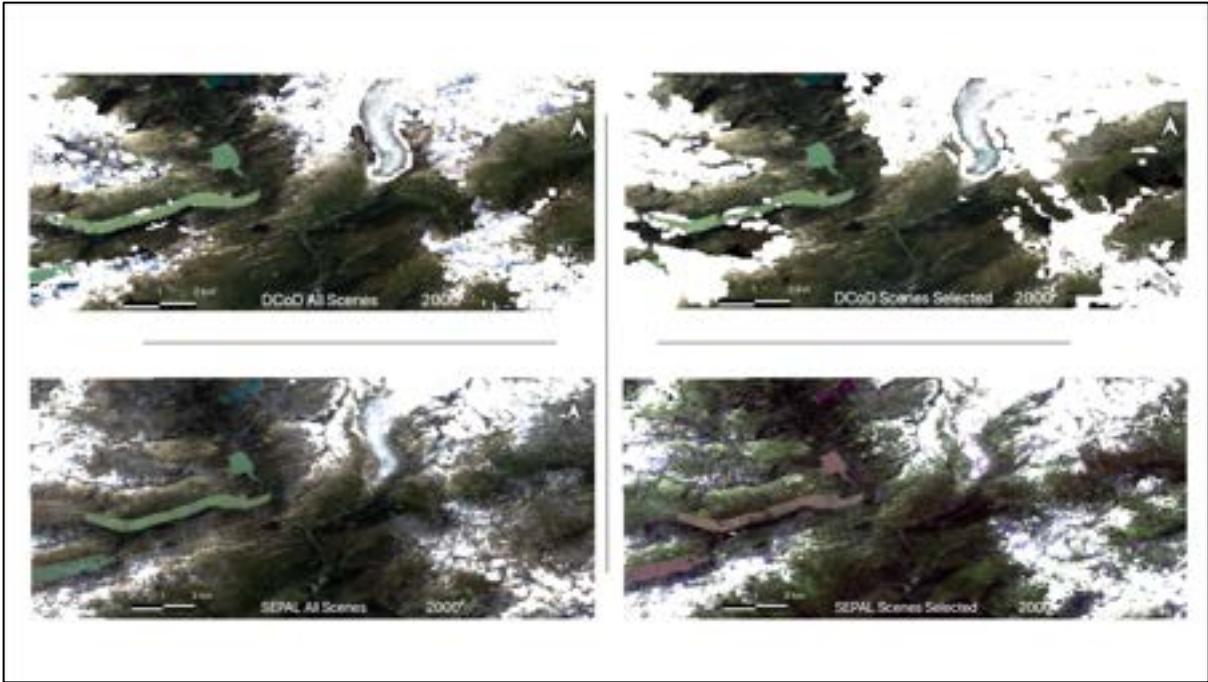 DCoD All Scenes 2000'
DCoD Scenes Selected 2000'
SEPAL All Scenes 2000'
SEPAL Scenes Selected 2000'